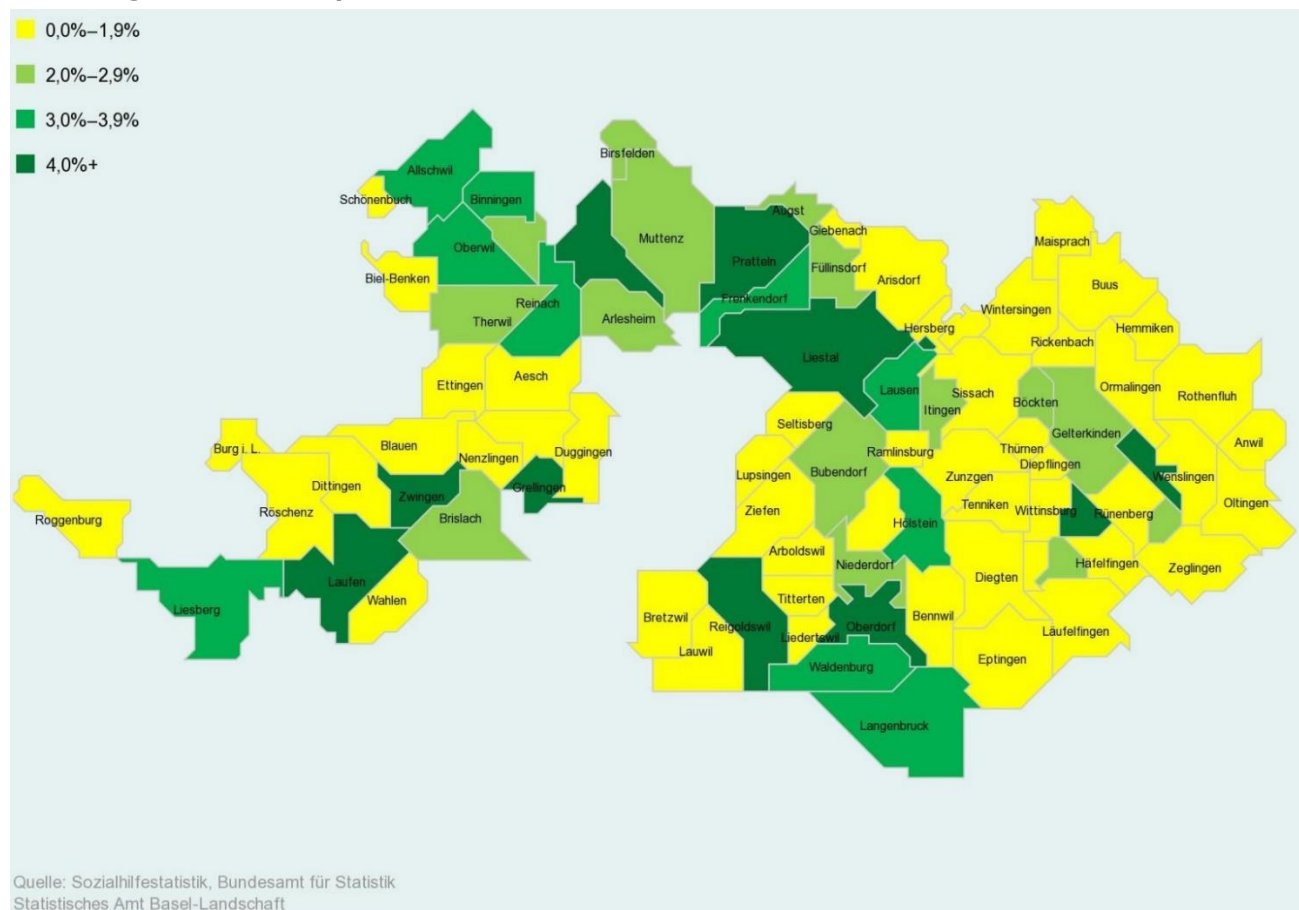 0,0%–1,9%
2,0%–2,9%
3,0%–3,9%
4,0%+
Birsfelden
Allschwil
Schönenbuch
Binningen
Augst
Giebenach
Muttenz
Maisprach
Oberwil
Pratteln
Füllinsdorf
Arisdorf
Biel-Benken
Buus
Reinach
Frenkendorf
Wintersingen
Therwil
Arlesheim
Hersberg
Hemmiken
Rickenbach
Liestal
Aesch
Ettingen
Lausen
Sissach
Ormalingen
Rothenfluh
Itingen
Böckten
Seltisberg
Gelterkinden
Anwil
Burg i. L.
Blauen
Duggingen
Ramlinsburg
Thürnen
Nenzlingen
Diepflingen
Lupsingen
Bubendorf
Zunzgen
Wenslingen
Dittingen
Grellingen
Zwingen
Tenniken
Oltingen
Röschenz
Ziefen
Wittinsburg
Rünenberg
Roggenburg
Brislach
Hölstein
Arboldswil
Niederdorf
Häfelfingen
Zeglingen
Diegten
Laufen
Wahlen
Titterten
Liesberg
Bretzwil
Bennwil
Reigoldswil
Oberdorf
Läufelfingen
Liedertswil
Lauwil
Eptingen
Waldenburg
Langenbruck
Quelle: Sozialhilfestatistik, Bundesamt für Statistik
Statistisches Amt Basel-Landschaft